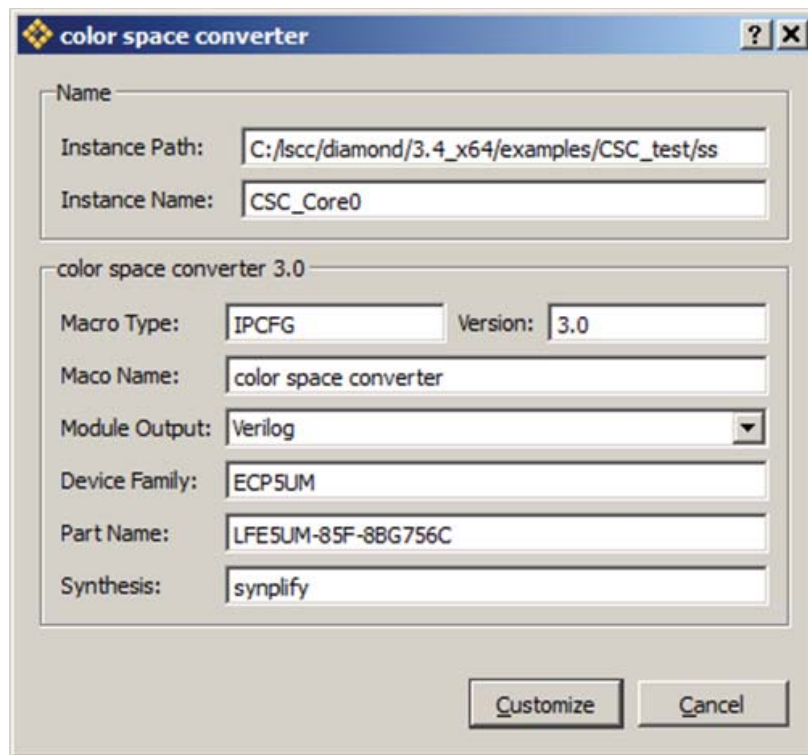 color space converter
Name
Instance Path: C:/lscc/diamond/3.4_x64/examples/CSC_test/ss
Instance Name: CSC_Core0
color space converter 3.0
Macro Type: IPCFG Version: 3.0
Maco Name: color space converter
Module Output: Verilog
Device Family: ECP5UM
Part Name: LFE5UM-85F-8BG756C
Synthesis: synplify
Customize Cancel